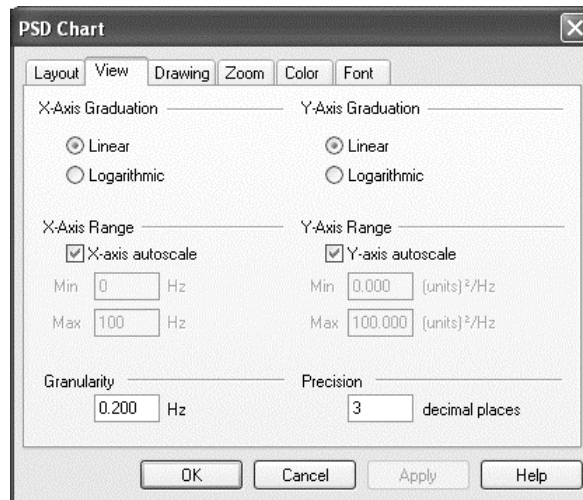 PSD Chart
Layout View Drawing Zoom Color Font
X-Axis Graduation Y-Axis Graduation
Linear Linear
Logarithmic Logarithmic
X-Axis Range Y-Axis Range
X-axis autoscale Y-axis autoscale
Min 0 Hz Min 0.000 (units)²/Hz
Max 100 Hz Max 100.000 (units)²/Hz
Granularity Precision
0.200 Hz 3 decimal places
OK Cancel Apply Help